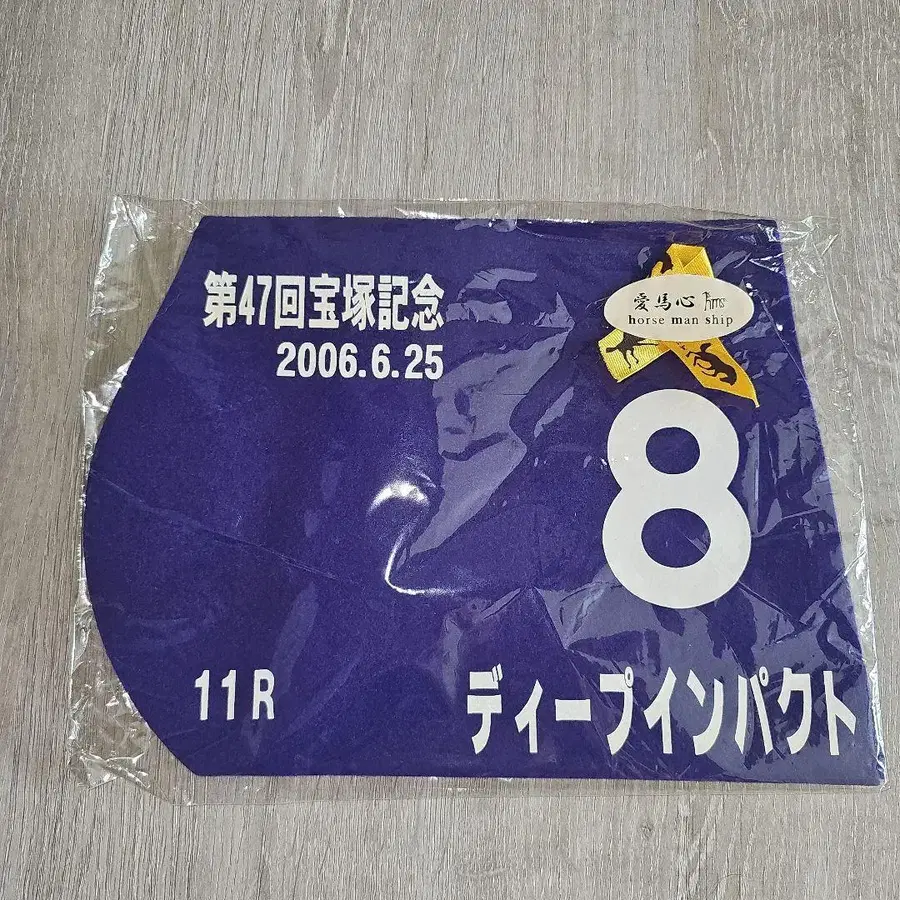 第47回宝塚記念
2006.6.25
愛馬心
horse man ship
8
11R
ディープインパクト